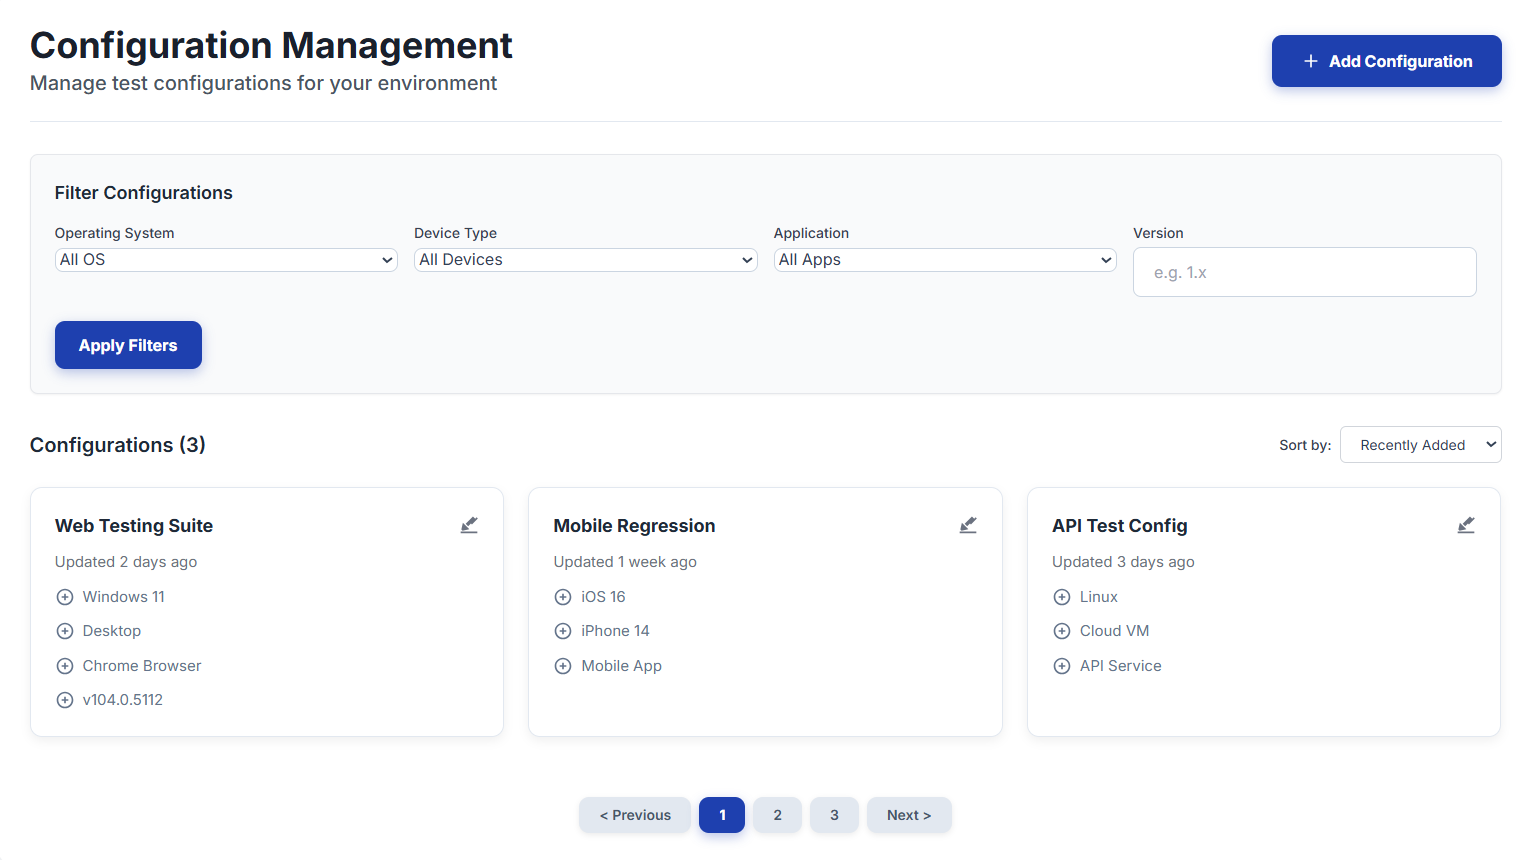 Configuration Management
Manage test configurations for your environment
Add Configuration
Filter Configurations
Operating System
All OS
Device Type
All Devices
Application
All Apps
Version
e.g. 1.x
Apply Filters
Configurations (3)
Sort by:
Recently Added
Web Testing Suite
Updated 2 days ago
Windows 11
Desktop
Chrome Browser
v104.0.5112
Mobile Regression
Updated 1 week ago
iOS 16
iPhone 14
Mobile App
API Test Config
Updated 3 days ago
Linux
Cloud VM
API Service
< Previous
1
2
3
Next >